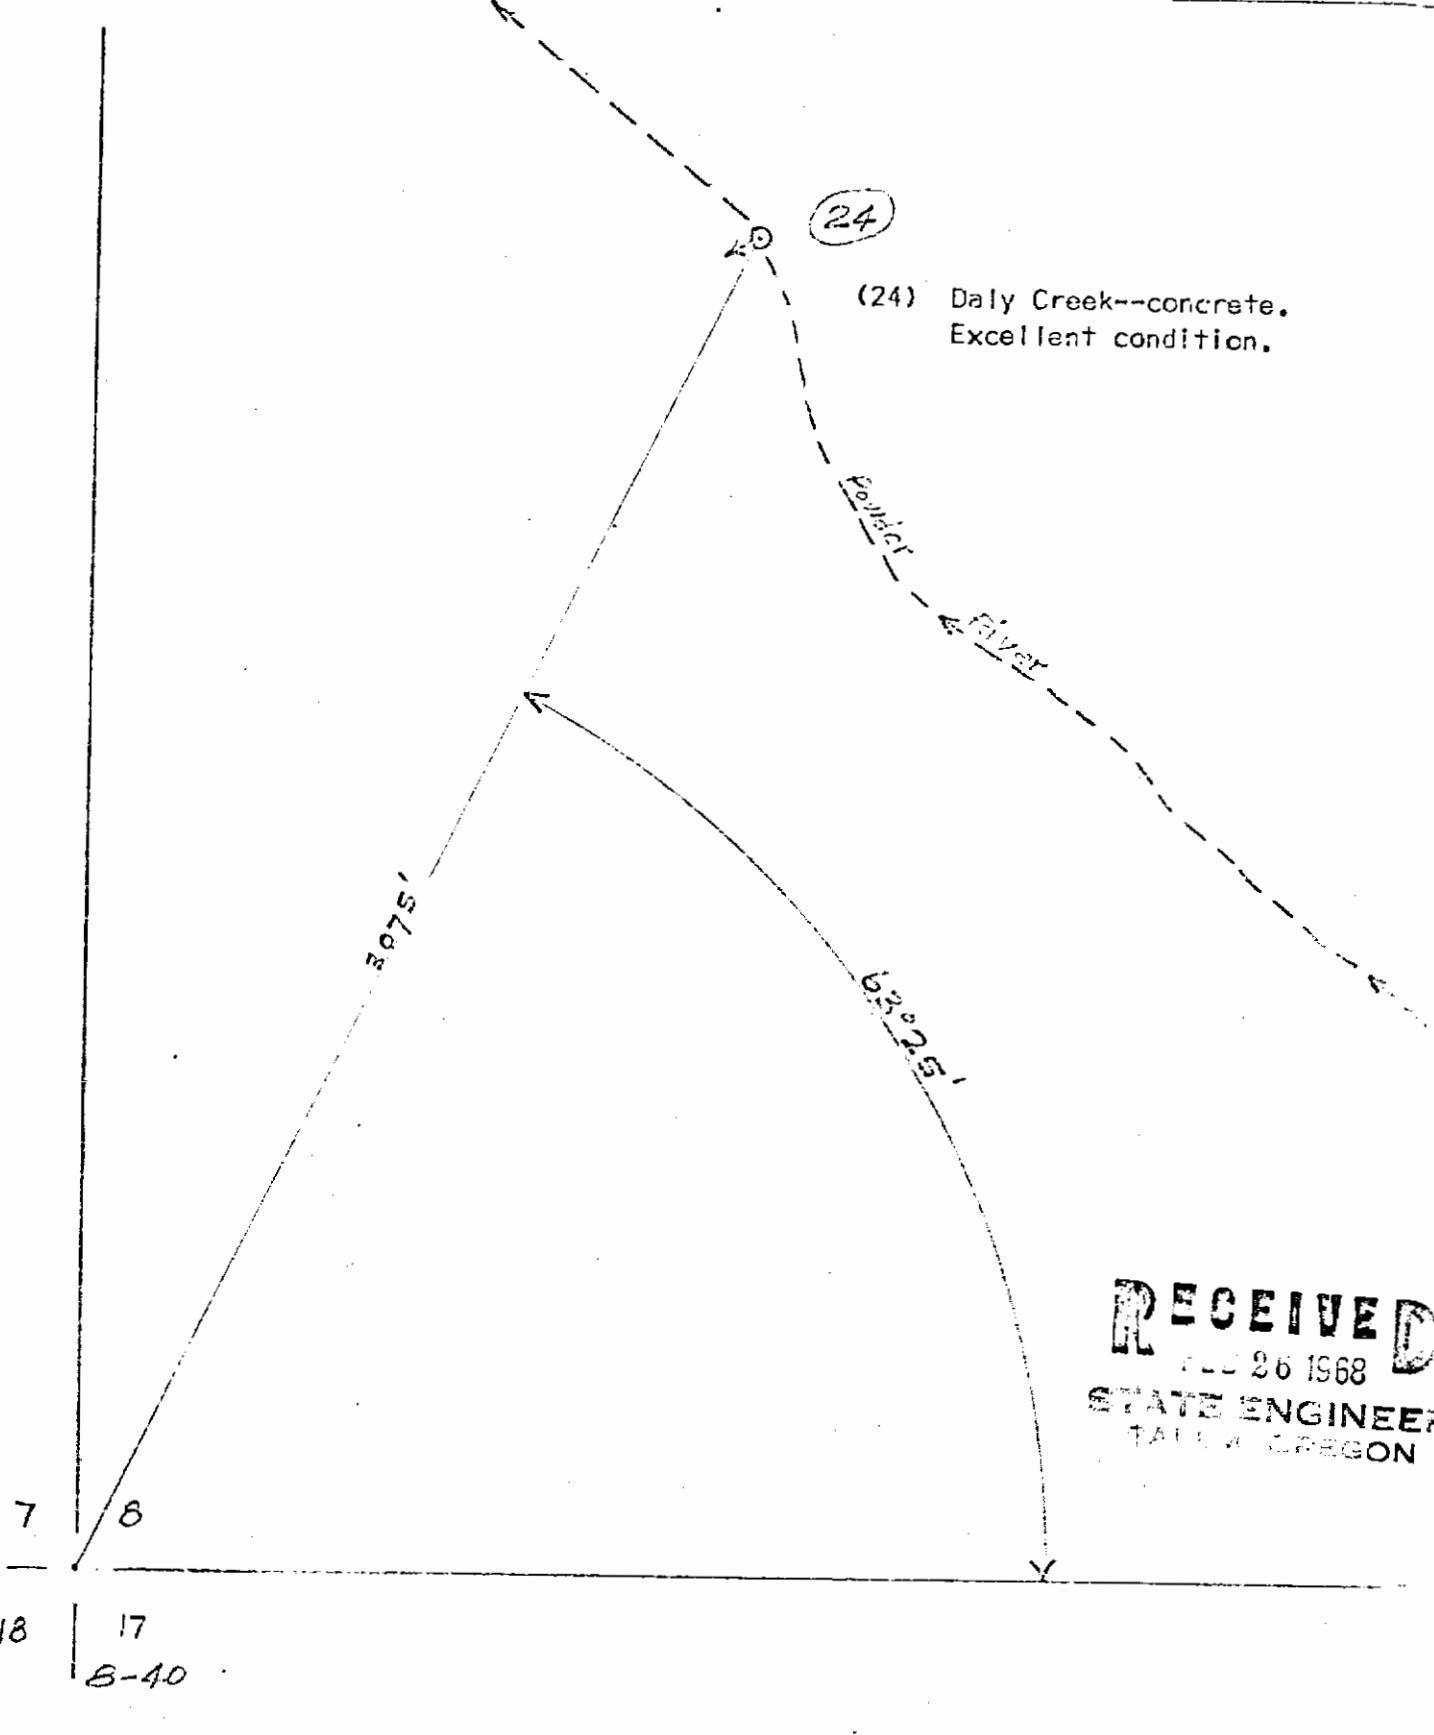 24
(24) Daly Creek--concrete.
Excellent condition.
Powder
River
3075'
63°25'
RECEIVED
26 1968
STATE ENGINEER
OREGON
7 8
18 17
8-40